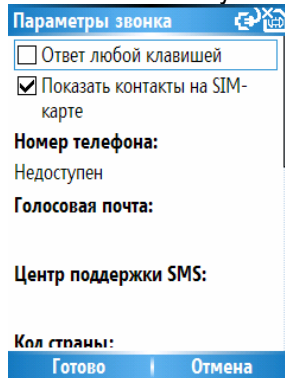 Параметры звонка
Ответ любой клавишей
Показать контакты на SIM-
карте
Номер телефона:
Недоступен
Голосовая почта:
Центр поддержки SMS:
Код страны:
Готово
Отмена